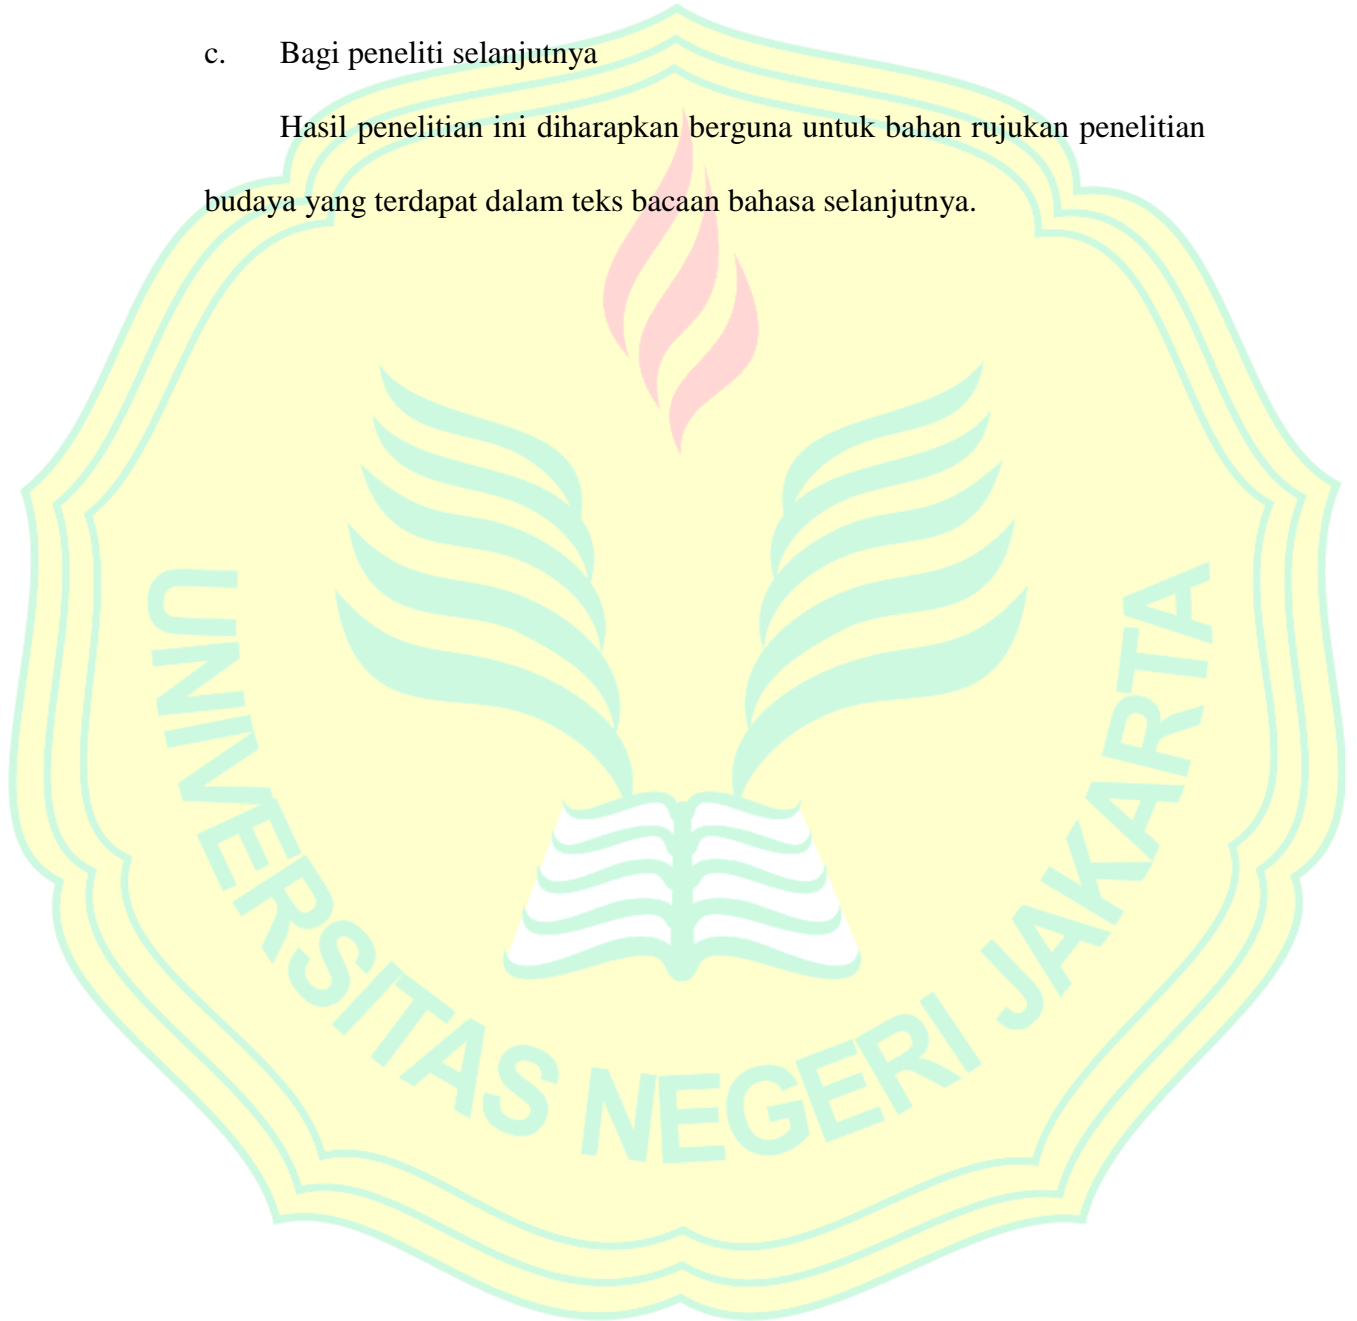 c. Bagi peneliti selanjutnya
Hasil penelitian ini diharapkan berguna untuk bahan rujukan penelitian
budaya yang terdapat dalam teks bacaan bahasa selanjutnya.
UNIVERSITAS NEGERI JAKARTA